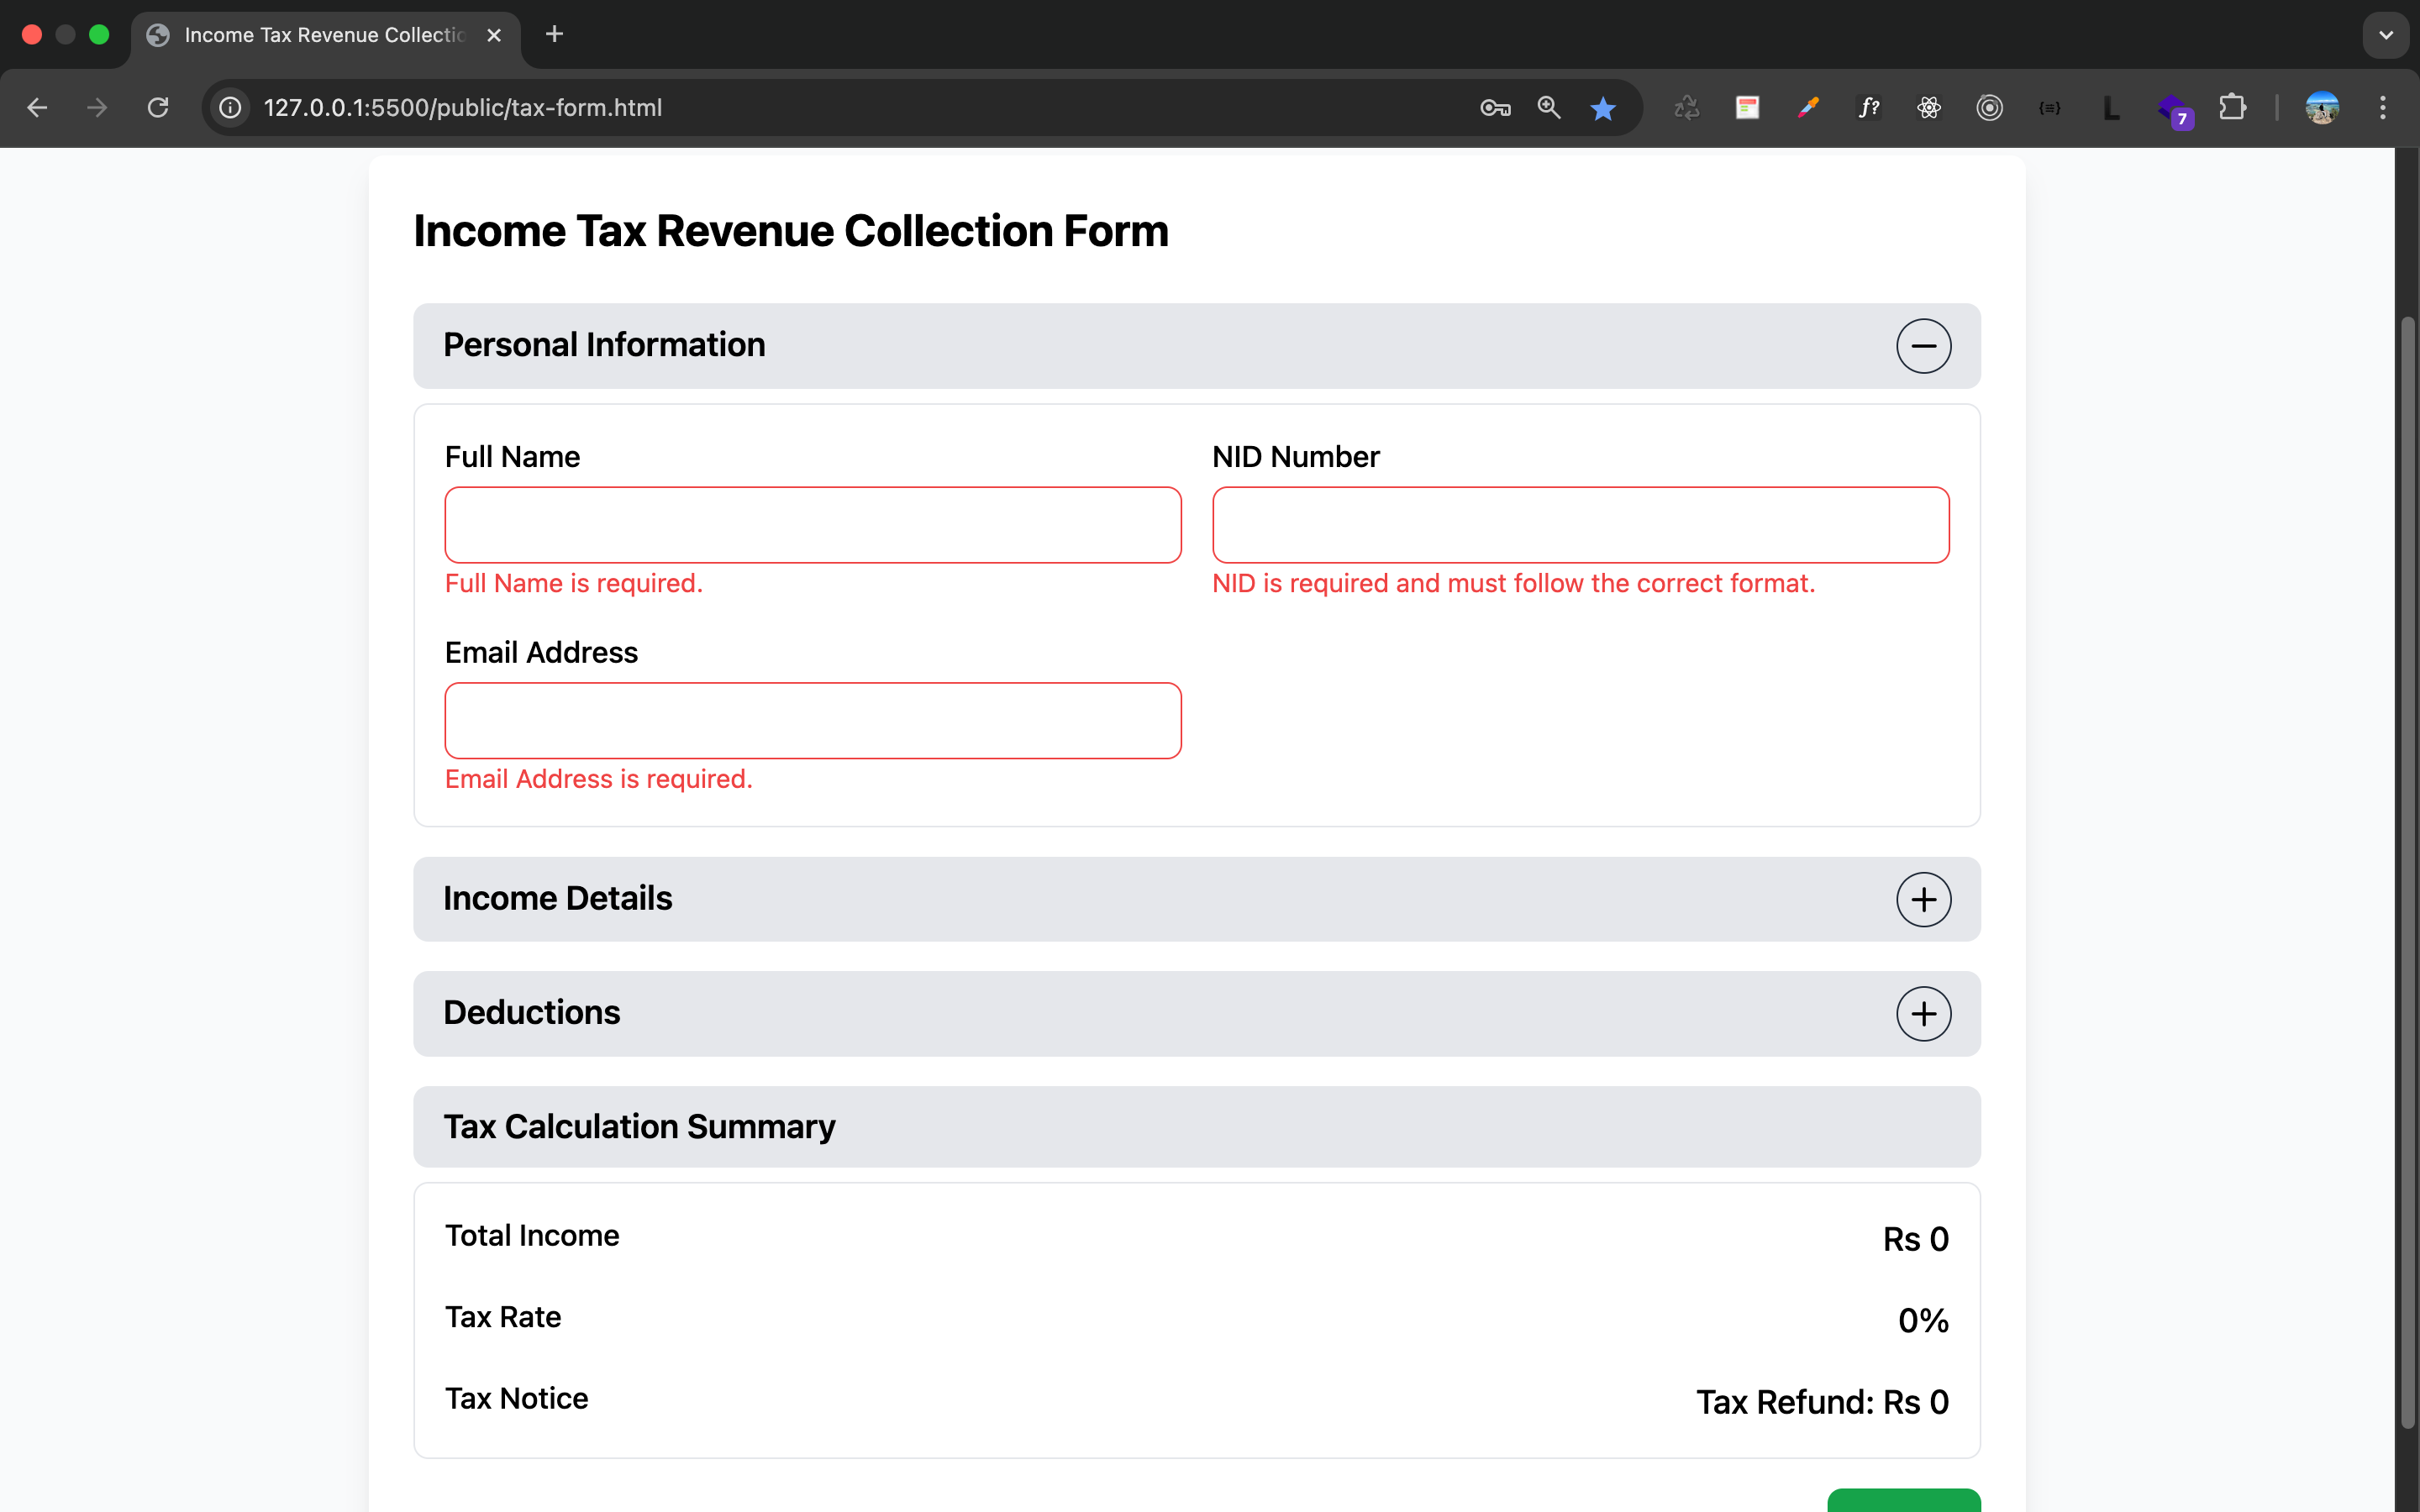 Income Tax Revenue Collectio
127.0.0.1:5500/public/tax-form.html
f?
{≡}
L
7
Income Tax Revenue Collection Form
Personal Information
Full Name
NID Number
Full Name is required.
NID is required and must follow the correct format.
Email Address
Email Address is required.
Income Details
Deductions
Tax Calculation Summary
Total Income
Rs 0
Tax Rate
0%
Tax Notice
Tax Refund: Rs 0